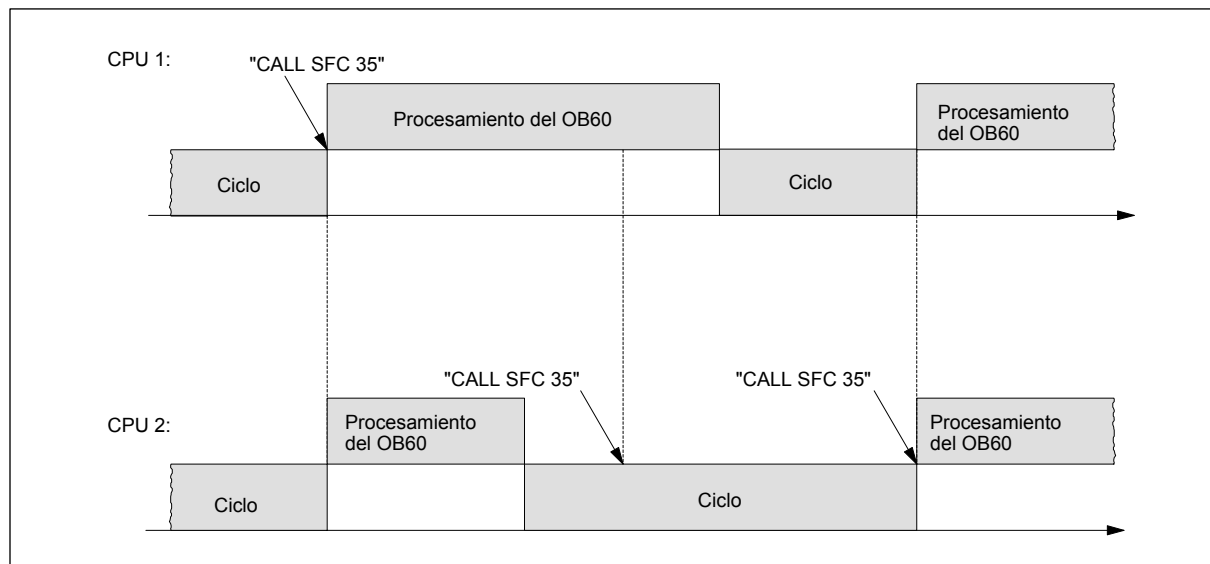 CPU 1:
"CALL SFC 35"
Procesamiento del OB60
Procesamiento
del OB60
Ciclo
Ciclo
"CALL SFC 35"
"CALL SFC 35"
CPU 2:
Procesamiento
del OB60
Procesamiento
del OB60
Ciclo
Ciclo